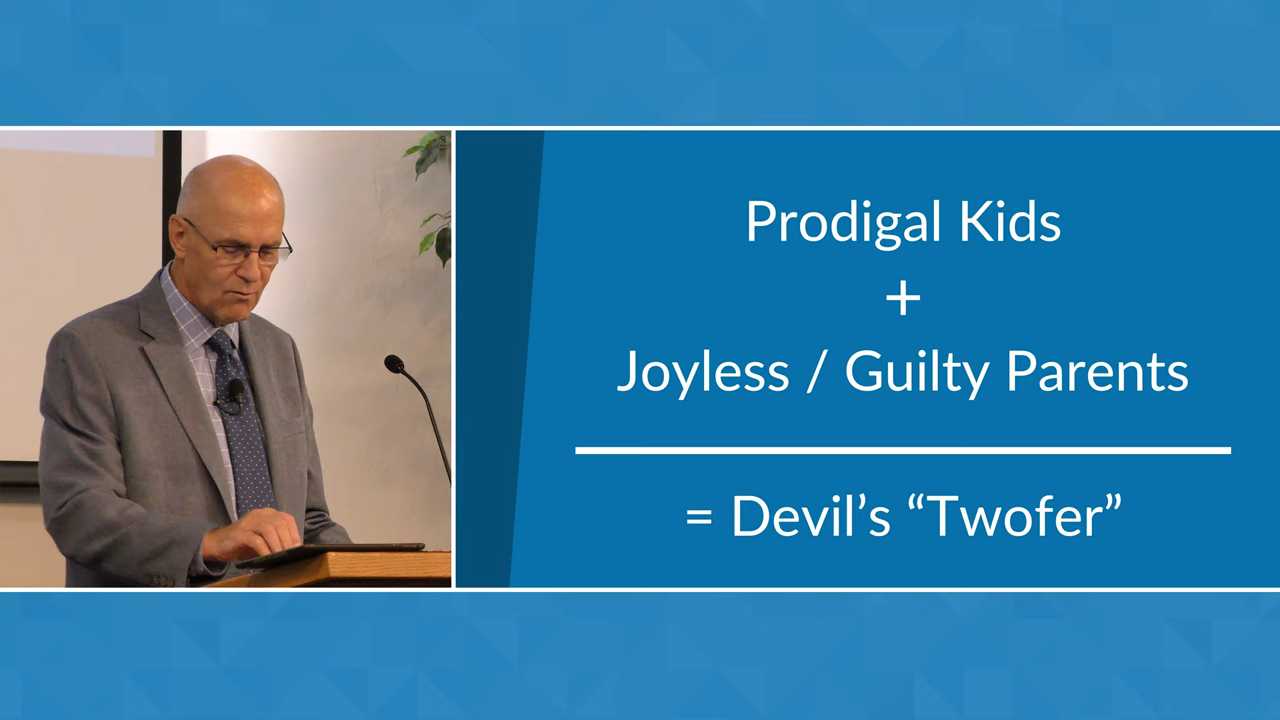 Prodigal Kids
+
Joyless / Guilty Parents
= Devil’s “Twofer”